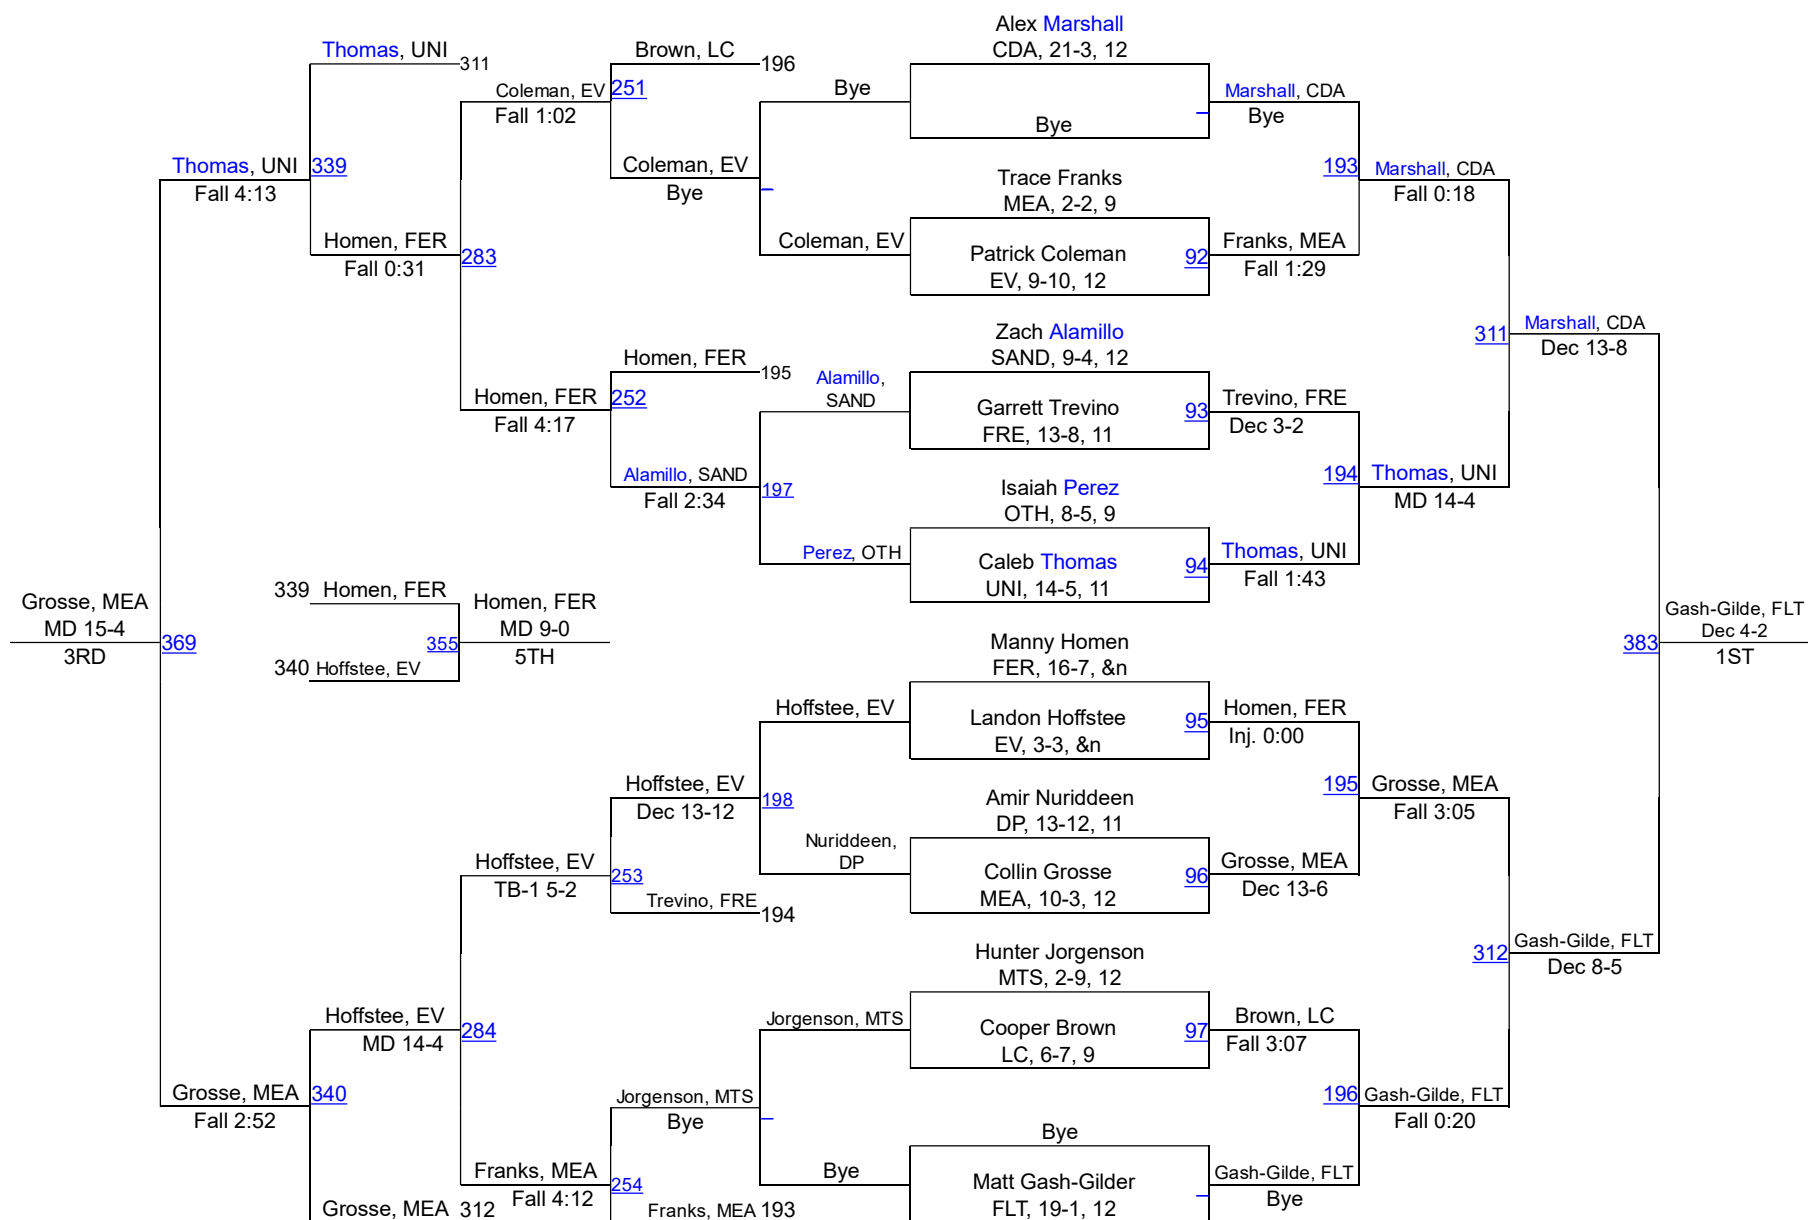 Alex Marshall
Thomas, UNI
311
Brown, LC
196
CDA, 21-3, 12
Coleman, EV
251
Bye
Marshall, CDA
Fall 1:02
Bye
Bye
Thomas, UNI
339
Coleman, EV
193
Marshall, CDA
Fall 4:13
Bye
Trace Franks
Fall 0:18
MEA, 2-2, 9
Homen, FER
283
Coleman, EV
Patrick Coleman
92
Franks, MEA
Fall 0:31
EV, 9-10, 12
Fall 1:29
Zach Alamillo
311
Marshall, CDA
Homen, FER
195
SAND, 9-4, 12
Dec 13-8
Alamillo,
SAND
Homen, FER
252
Garrett Trevino
93
Trevino, FRE
Fall 4:17
FRE, 13-8, 11
Dec 3-2
Alamillo, SAND
197
Isaiah Perez
194
Thomas, UNI
Fall 2:34
OTH, 8-5, 9
MD 14-4
Perez, OTH
Caleb Thomas
94
Thomas, UNI
UNI, 14-5, 11
Fall 1:43
339
Homen, FER
Grosse, MEA
Homen, FER
Gash-Gilde, FLT
MD 15-4
369
355
MD 9-0
383
Dec 4-2
3RD
5TH
1ST
340
Hoffstee, EV
Manny Homen
FER, 16-7, &n
Hoffstee, EV
Landon Hoffstee
95
Homen, FER
EV, 3-3, &n
Inj. 0:00
Hoffstee, EV
198
Amir Nuriddeen
195
Grosse, MEA
Dec 13-12
DP, 13-12, 11
Fall 3:05
Nuriddeen,
DP
Hoffstee, EV
253
Collin Grosse
96
Grosse, MEA
TB-1 5-2
MEA, 10-3, 12
Dec 13-6
Trevino, FRE
194
Hunter Jorgenson
312
Gash-Gilde, FLT
MTS, 2-9, 12
Dec 8-5
Hoffstee, EV
284
Jorgenson, MTS
Cooper Brown
97
Brown, LC
MD 14-4
LC, 6-7, 9
Fall 3:07
Grosse, MEA
340
Jorgenson, MTS
196
Gash-Gilde, FLT
Fall 2:52
Bye
Fall 0:20
Bye
Franks, MEA
254
Bye
Matt Gash-Gilder
Gash-Gilde, FLT
Fall 4:12
FLT, 19-1, 12
Bye
Grosse, MEA
312
Franks, MEA
193